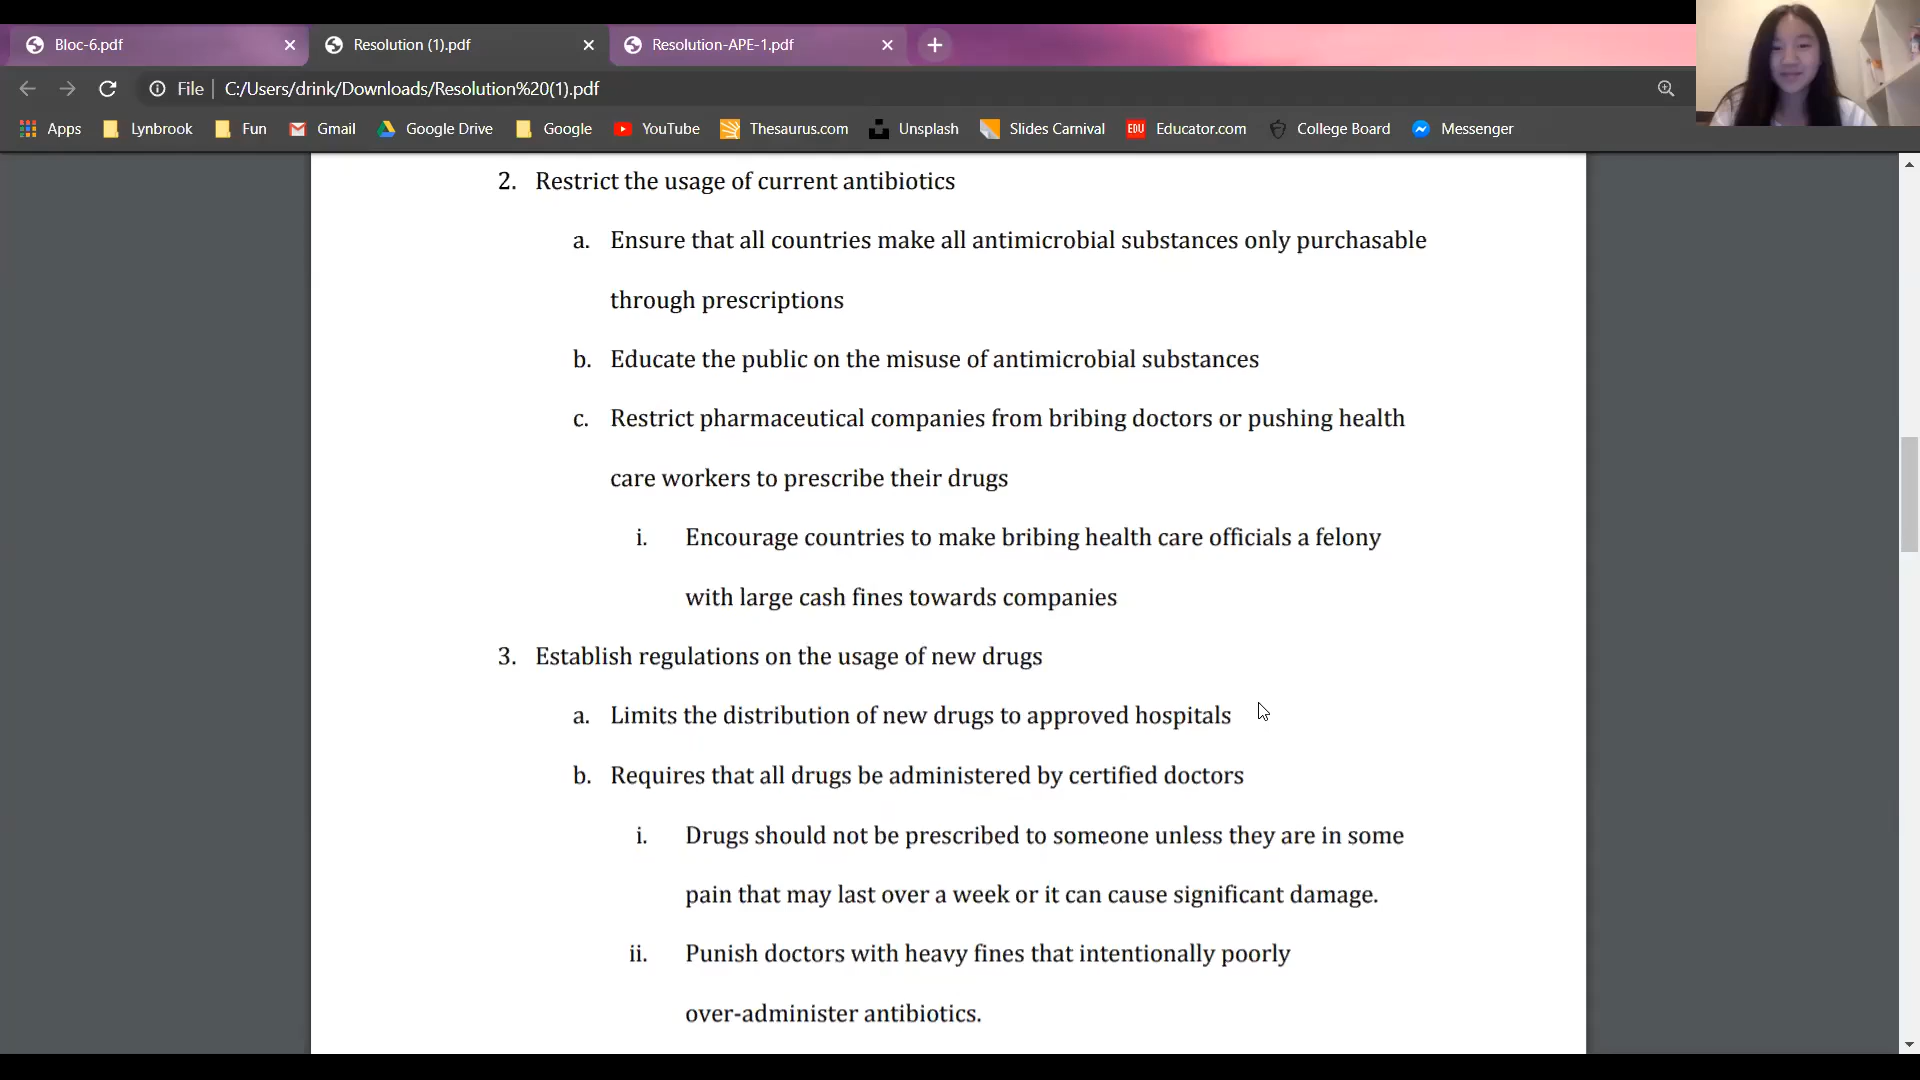 Bloc-6.pdf
Resolution (1).pdf
Resolution-APE-1.pdf
File
C:/Users/drink/Downloads/Resolution%20(1).pdf
Apps
Lynbrook
Fun
Gmail
Google Drive
Google
YouTube
Thesaurus.com
Unsplash
Slides Carnival
EDU
Educator.com
College Board
Messenger
2. Restrict the usage of current antibiotics
a. Ensure that all countries make all antimicrobial substances only purchasable
through prescriptions
b. Educate the public on the misuse of antimicrobial substances
c. Restrict pharmaceutical companies from bribing doctors or pushing health
care workers to prescribe their drugs
i. Encourage countries to make bribing health care officials a felony
with large cash fines towards companies
3. Establish regulations on the usage of new drugs
a. Limits the distribution of new drugs to approved hospitals
b. Requires that all drugs be administered by certified doctors
i. Drugs should not be prescribed to someone unless they are in some
pain that may last over a week or it can cause significant damage.
ii. Punish doctors with heavy fines that intentionally poorly
over-administer antibiotics.